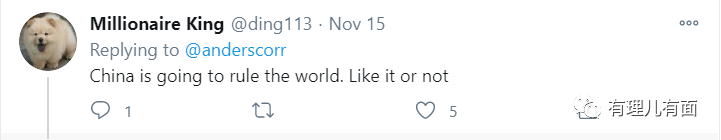 Millionaire King @ding113 · Nov 15
Replying to @anderscorr
China is going to rule the world. Like it or not
1 5 有理儿有面